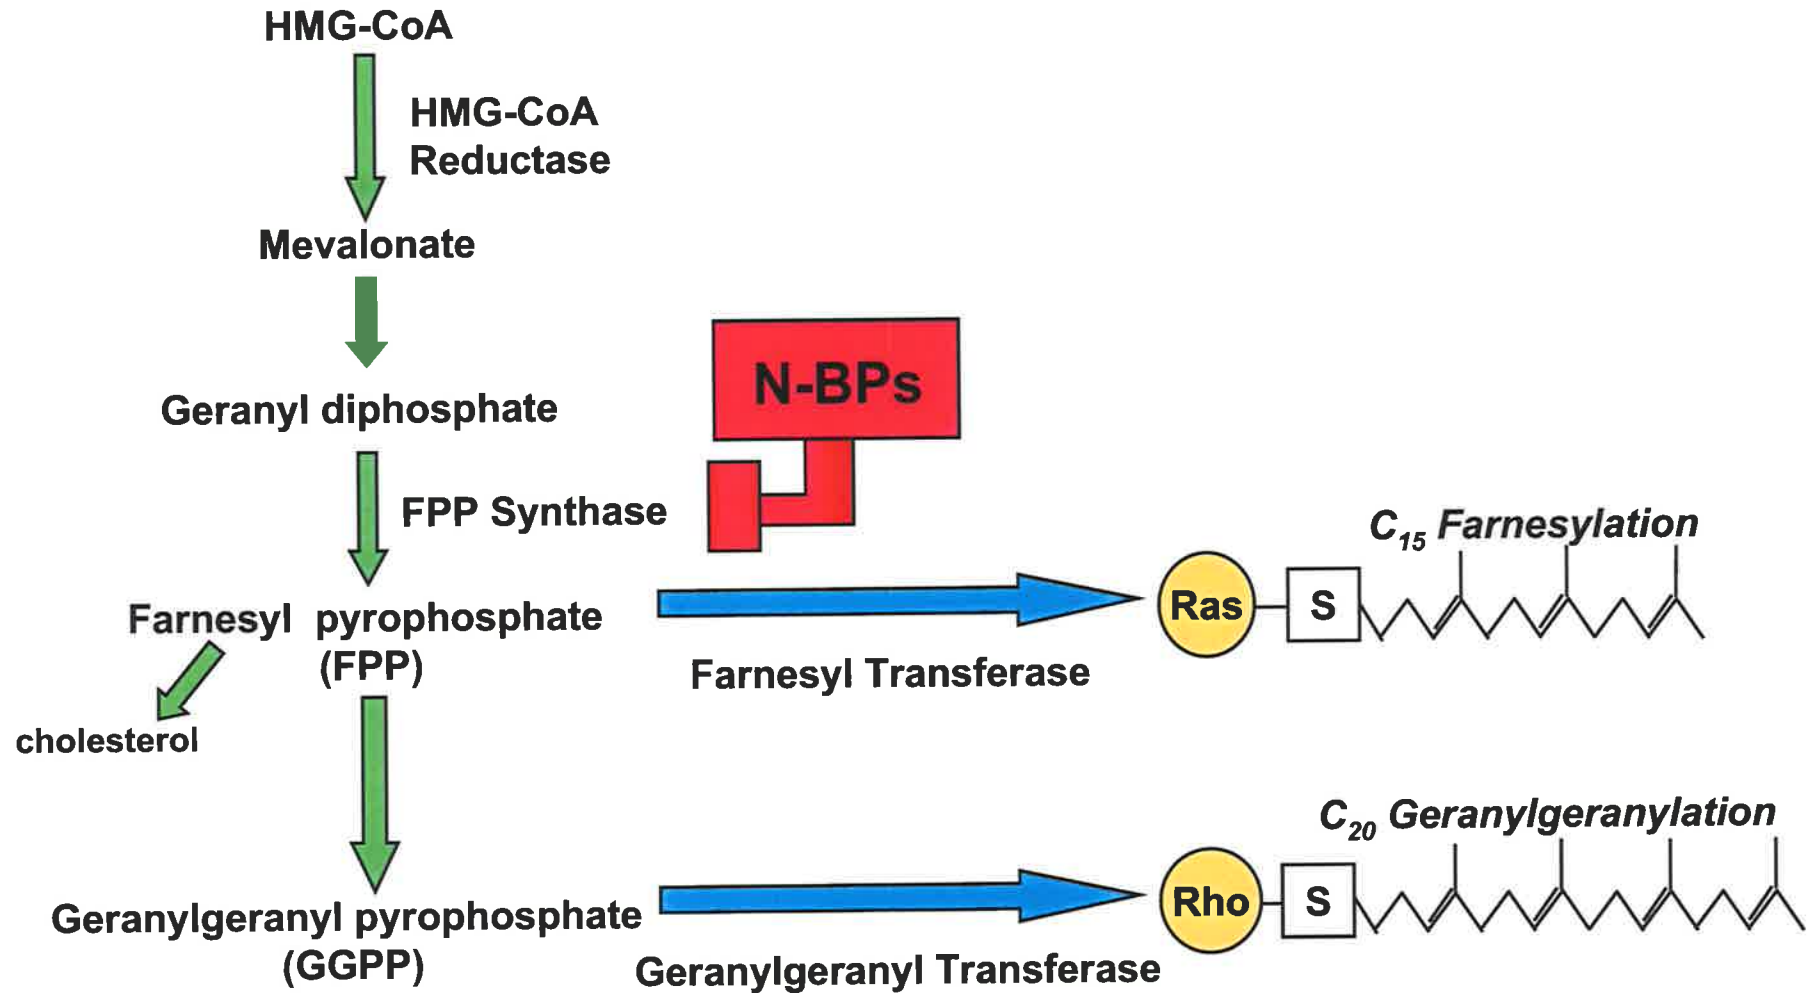 HMG-CoA
HMG-CoA
Reductase
Mevalonate
Geranyl diphosphate
N-BPs
FPP Synthase
C15 Farnesylation
Ras
S
Farnesyl pyrophosphate
(FPP)
Farnesyl Transferase
cholesterol
C20 Geranylgeranylation
Rho
S
Geranylgeranyl pyrophosphate
(GGPP)
Geranylgeranyl Transferase